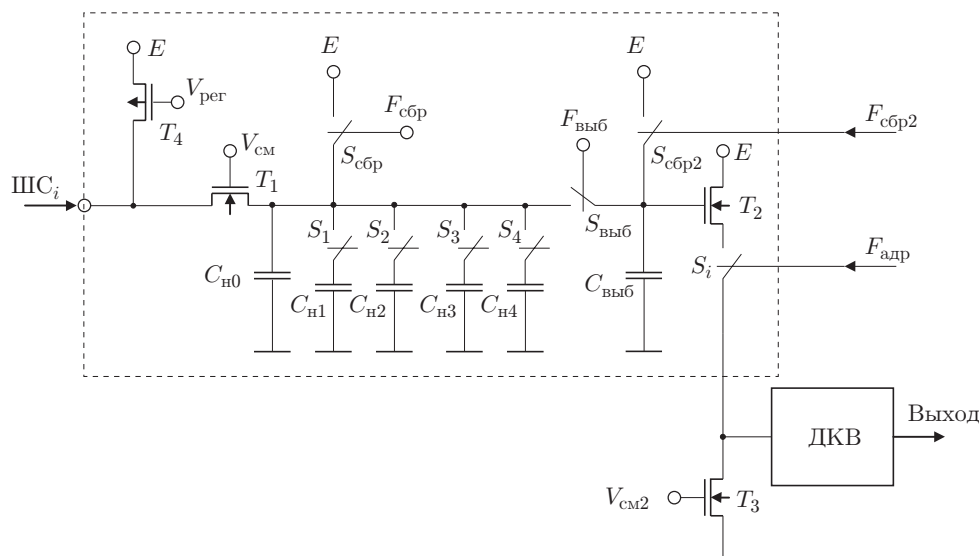 E
E
E
V_рег
F_сбр
F_выб
F_сбр2
T_4
V_см
S_сбр
S_сбр2
E
ШС_i
T_1
T_2
S_1
S_2
S_3
S_4
S_выб
F_адр
S_i
C_н0
C_выб
C_н1
C_н2
C_н3
C_н4
Выход
ДКВ
V_см2
T_3